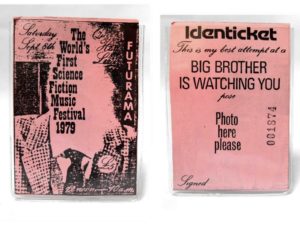 Saturday
Sept 8th
The
World's
First
Science
Fiction
Music
Festival
1979
FUTURAMA
Identicket
This is my best attempt at a
BIG BROTHER
IS WATCHING YOU
pose
Photo
here
please
001874
Signed